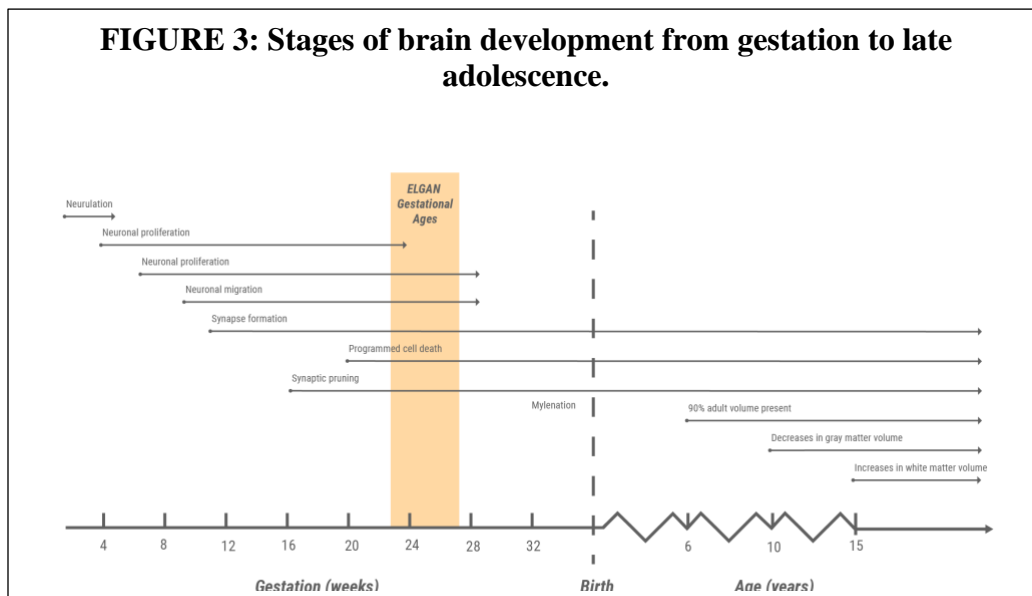 FIGURE 3: Stages of brain development from gestation to late
adolescence.
ELGAN
Gestational
Ages
Neurulation
Neuronal proliferation
Neuronal proliferation
Neuronal migration
Synapse formation
Programmed cell death
Synaptic pruning
Mylenation
90% adult volume present
Decreases in gray matter volume
Increases in white matter volume
4 8 12 16 20 24 28 32 6 10 15
Gestation (weeks) Birth Age (years)